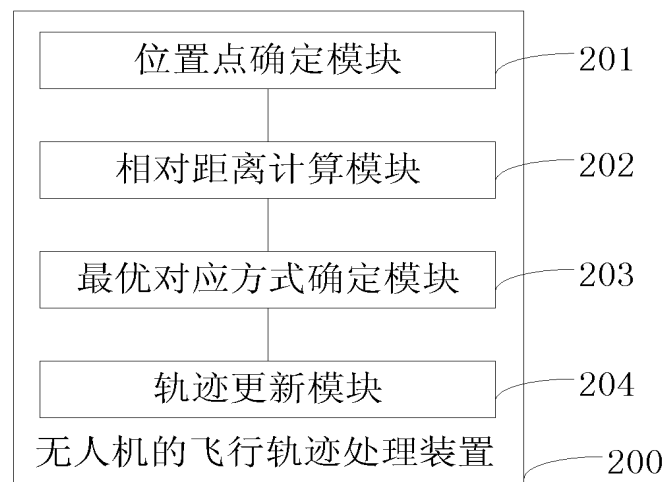 位置点确定模块 201
相对距离计算模块 202
最优对应方式确定模块 203
轨迹更新模块 204
无人机的飞行轨迹处理装置 200